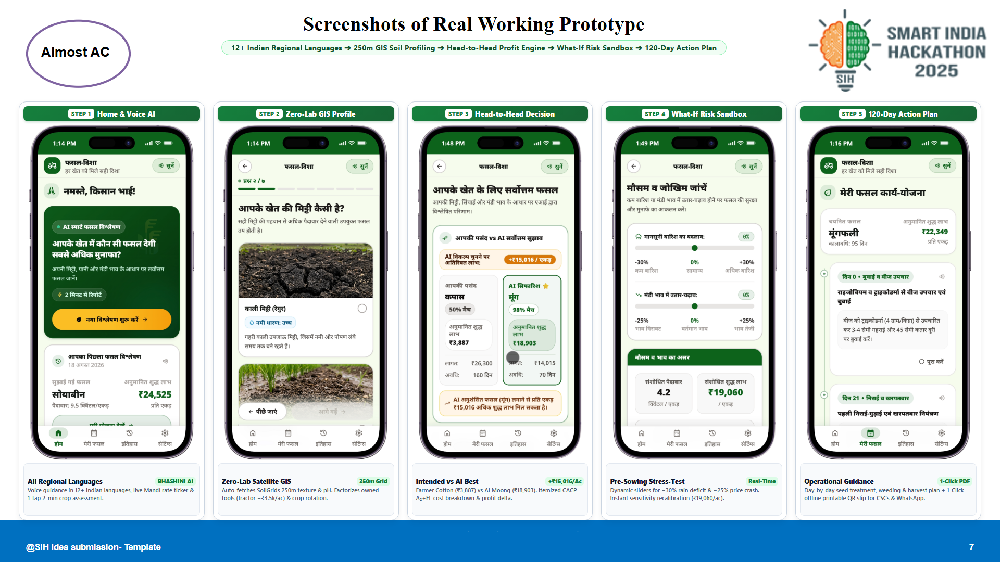 Almost AC
Screenshots of Real Working Prototype
12+ Indian Regional Languages ➔ 250m GIS Soil Profiling ➔ Head-to-Head Profit Engine ➔ What-If Risk Sandbox ➔ 120-Day Action Plan
SIH
SMART INDIA
HACKATHON
2025
STEP 1 Home & Voice AI
1:14 PM
फसल-दिशा
हर खेत को मिले सही दिशा
सुनें
नमस्ते, किसान भाई!
AI स्मार्ट फसल विश्लेषण
आपके खेत में कौन सी फसल देगी
सबसे अधिक मुनाफा?
अपनी मिट्टी, पानी और मंडी भाव के आधार पर सर्वोत्तम
फसल जानें।
2 मिनट में रिपोर्ट
नया विश्लेषण शुरू करें →
आपका पिछला फसल विश्लेषण
18 अगस्त 2026
सुझाई गई फसल अनुमानित शुद्ध लाभ
सोयाबीन ₹24,525
पैदावार: 9.5 क्विंटल/एकड़ प्रति एकड़
होम मेरी फसल इतिहास सेटिंग्स
All Regional Languages BHASHINI AI
Voice guidance in 12+ Indian languages, live Mandi rate ticker &
1-tap 2-min crop assessment.
STEP 2 Zero-Lab GIS Profile
1:14 PM
फसल-दिशा
सुनें
प्रश्न २ / ७
आपके खेत की मिट्टी कैसी है?
सही मिट्टी की पहचान से अधिक पैदावार देने वाली उपयुक्त फसल
तय होती है।
काली मिट्टी (रेगुर)
नमी धारण: उच्च
गहरी काली उपजाऊ मिट्टी, जिसमें नमी और पोषण लंबे
समय तक बने रहते हैं।
← पीछे जाएं आगे बढ़ें →
होम मेरी फसल इतिहास सेटिंग्स
Zero-Lab Satellite GIS 250m Grid
Auto-fetches SoilGrids 250m texture & pH. Factorizes owned
tools (tractor −₹3.5k/ac) & crop rotation.
STEP 3 Head-to-Head Decision
1:48 PM
फसल-दिशा
सुनें
आपके खेत के लिए सर्वोत्तम फसल
आपकी मिट्टी, सिंचाई और मंडी भाव के आधार पर एआई द्वारा
विश्लेषित परिणाम।
आपकी पसंद vs AI सर्वोत्तम सुझाव
AI विकल्प चुनने पर
अतिरिक्त लाभ:
+₹15,016 / एकड़
आपकी पसंद
कपास
50% मैच
अनुमानित शुद्ध
लाभ
₹3,887
लागत: ₹26,300
अवधि: 160 दिन
AI सिफारिश
मूंग
98% मैच
अनुमानित शुद्ध
लाभ
₹18,903
₹14,015
अवधि: 70 दिन
AI अनुशंसित फसल (मूंग) लगाने से प्रति एकड़
₹15,016 अधिक शुद्ध लाभ मिल सकता है।
होम मेरी फसल इतिहास सेटिंग्स
Intended vs AI Best +₹15,016/Ac
Farmer Cotton (₹3,887) vs AI Moong (₹18,903). Itemized CACP
A₂+FL cost breakdown & profit delta.
STEP 4 What-If Risk Sandbox
1:49 PM
फसल-दिशा
सुनें
मौसम व जोखिम जांचें
कम बारिश या मंडी भाव में उतार-चढ़ाव होने पर फसल की सुरक्षा
और मुनाफे का आकलन करें।
मानसूनी बारिश का बदलाव: 0%
-30% 0% +30%
कम बारिश सामान्य अधिक बारिश
मंडी भाव में उतार-चढ़ाव: 0%
-25% 0% +25%
भाव गिरावट वर्तमान भाव भाव तेजी
मौसम व भाव का असर
संशोधित पैदावार संशोधित शुद्ध लाभ
4.2 ₹19,060
क्विंटल / एकड़ / एकड़
होम मेरी फसल इतिहास सेटिंग्स
Pre-Sowing Stress-Test Real-Time
Dynamic sliders for −30% rain deficit & −25% price crash.
Instant sensitivity recalibration (₹19,060/ac).
STEP 5 120-Day Action Plan
1:16 PM
फसल-दिशा
हर खेत को मिले सही दिशा
सुनें
मेरी फसल कार्य-योजना
चयनित फसल अनुमानित शुद्ध लाभ
मूंगफली ₹22,349
कालावधि: 95 दिन प्रति एकड़
दिन 0 • बुवाई व बीज उपचार
राइजोबियम व ट्राइकोडर्मा से बीज उपचार एवं
बुवाई
बीज को ट्राइकोडर्मा (4 ग्राम/किग्रा) से उपचारित
कर 3-4 सेमी गहराई और 45 सेमी कतार दूरी
पर बुवाई करें।
पूरा करें
दिन 21 • निराई व खरपतवार
पहली निराई-गुड़ाई एवं खरपतवार नियंत्रण
होम मेरी फसल इतिहास सेटिंग्स
Operational Guidance 1-Click PDF
Day-by-day seed treatment, weeding & harvest plan + 1-Click
offline printable QR slip for CSCs & WhatsApp.
@SIH Idea submission- Template
7